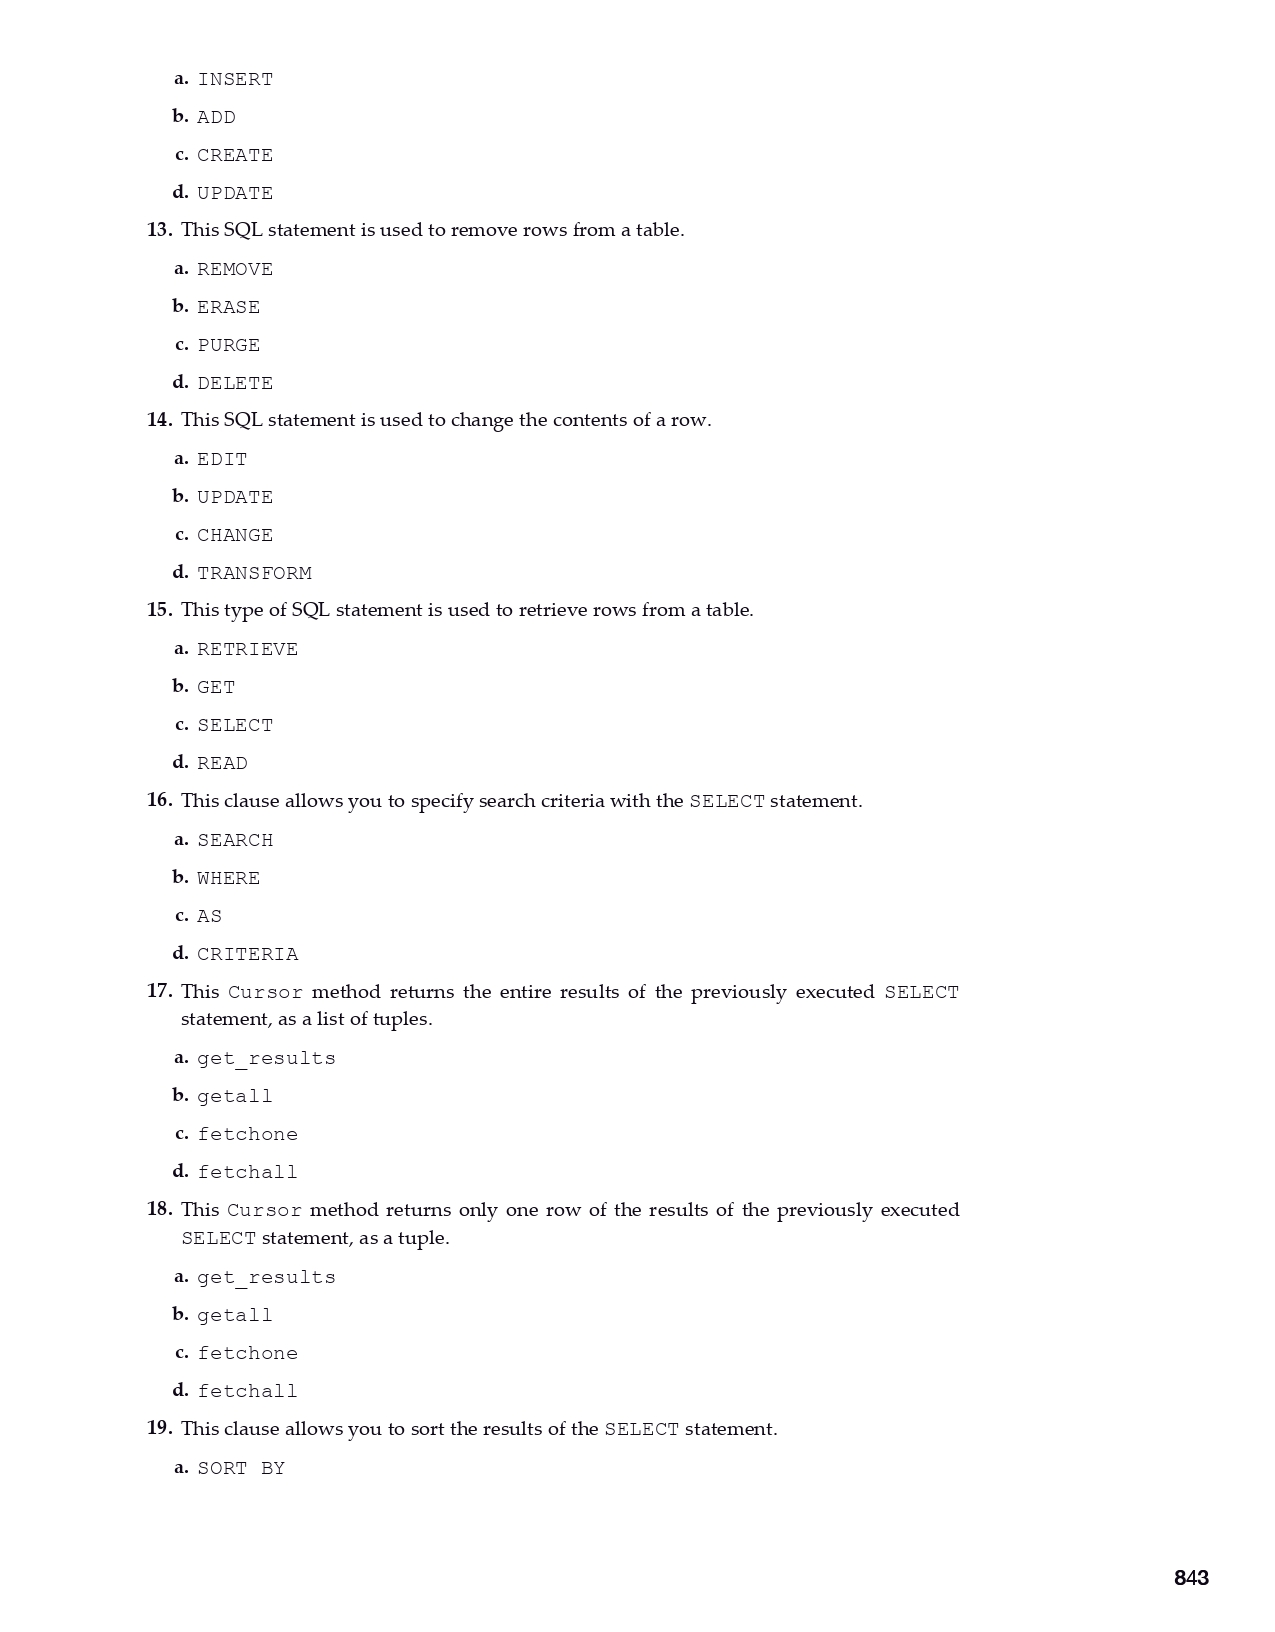 a. INSERT
b. ADD
c. CREATE
d. UPDATE
13. This SQL statement is used to remove rows from a table.
a. REMOVE
b. ERASE
c. PURGE
d. DELETE
14. This SQL statement is used to change the contents of a row.
a. EDIT
b. UPDATE
c. CHANGE
d. TRANSFORM
15. This type of SQL statement is used to retrieve rows from a table.
a. RETRIEVE
b. GET
c. SELECT
d. READ
16. This clause allows you to specify search criteria with the SELECT statement.
a. SEARCH
b. WHERE
c. AS
d. CRITERIA
17. This Cursor method returns the entire results of the previously executed SELECT
statement, as a list of tuples.
a. get_results
b. getall
c. fetchone
d. fetchall
18. This Cursor method returns only one row of the results of the previously executed
SELECT statement, as a tuple.
a. get_results
b. getall
c. fetchone
d. fetchall
19. This clause allows you to sort the results of the SELECT statement.
a. SORT BY
843